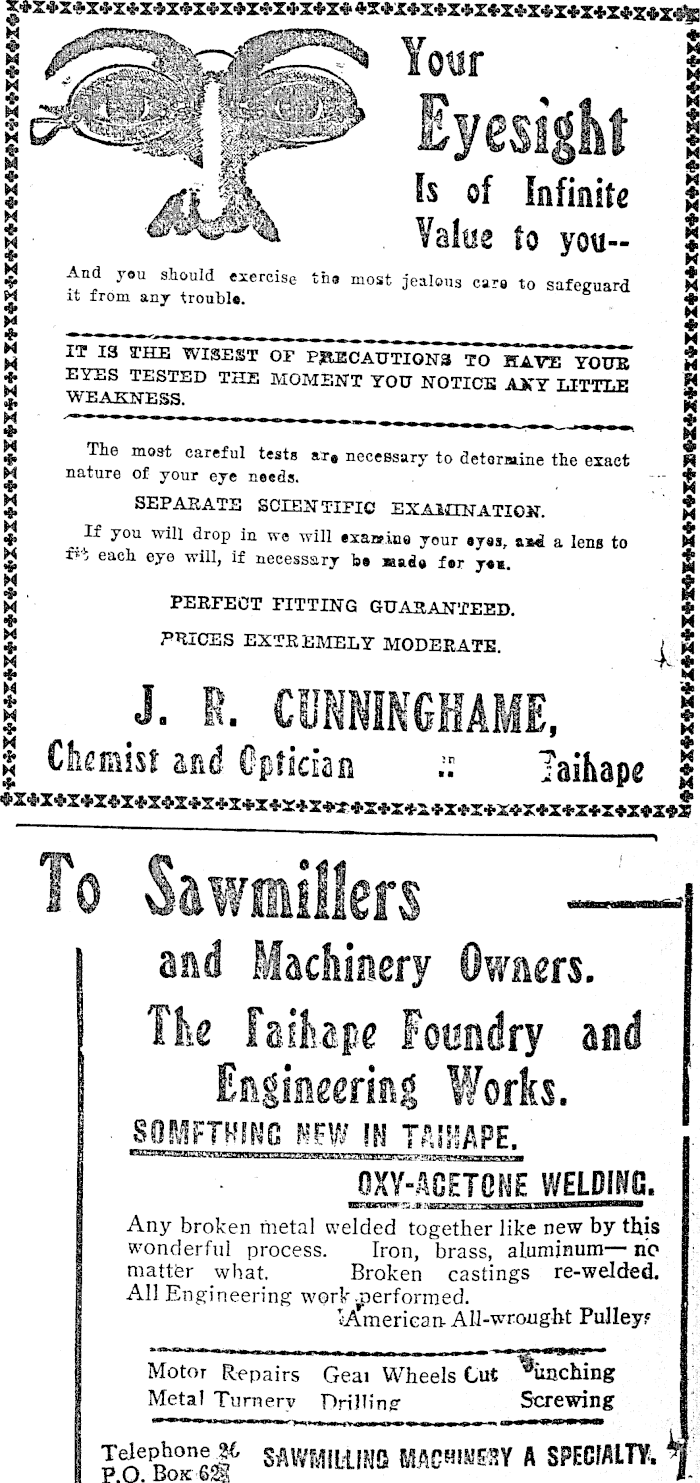 Your
Eyesight
Is of Infinite
Value to you--
And you should exercise the most jealous care to safeguard
it from any trouble.
IT IS THE WISEST OF PRECAUTIONS TO HAVE YOUR
EYES TESTED THE MOMENT YOU NOTICE ANY LITTLE
WEAKNESS.
The most careful tests are necessary to determine the exact
nature of your eye needs.
SEPARATE SCIENTIFIC EXAMINATION.
If you will drop in we will examine your eyes, and a lens to
fit each eye will, if necessary be made for you.
PERFECT FITTING GUARANTEED.
PRICES EXTREMELY MODERATE.
J. R. CUNNINGHAME,
Chemist and Optician :: Taihape
To Sawmillers
and Machinery Owners.
The Taihape Foundry and
Engineering Works.
SOMETHING NEW IN TAIHAPE.
OXY-ACETONE WELDING.
Any broken metal welded together like new by this
wonderful process. Iron, brass, aluminum—no
matter what. Broken castings re-welded.
All Engineering work performed.
American All-wrought Pulleys
Motor Repairs Gear Wheels Cut Punching
Metal Turnery Drilling Screwing
Telephone SAWMILLING MACHINERY A SPECIALTY.
P.O. Box